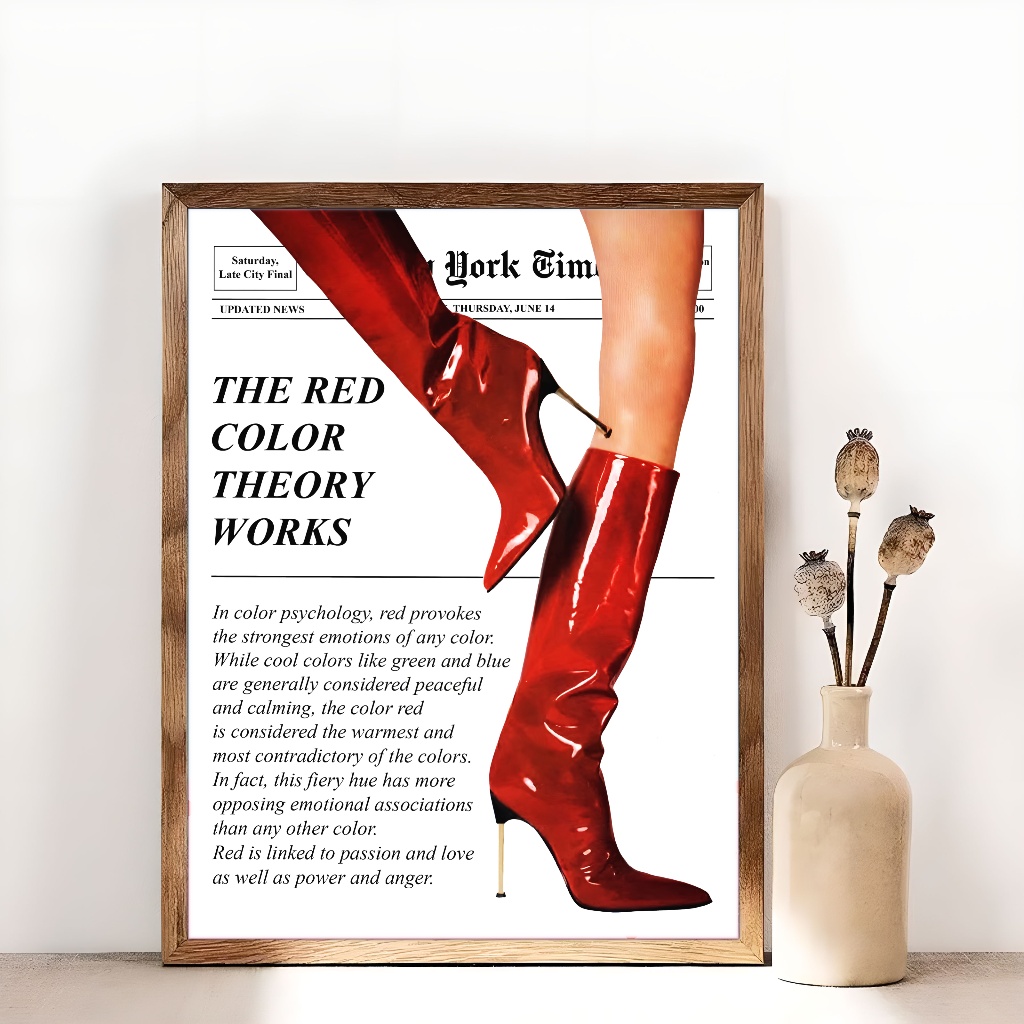 Saturday,
Late City Final
York Tim
UPDATED NEWS
THURSDAY, JUNE 14
00
THE RED
COLOR
THEORY
WORKS
In color psychology, red provokes
the strongest emotions of any color.
While cool colors like green and blue
are generally considered peaceful
and calming, the color red
is considered the warmest and
most contradictory of the colors.
In fact, this fiery hue has more
opposing emotional associations
than any other color.
Red is linked to passion and love
as well as power and anger.